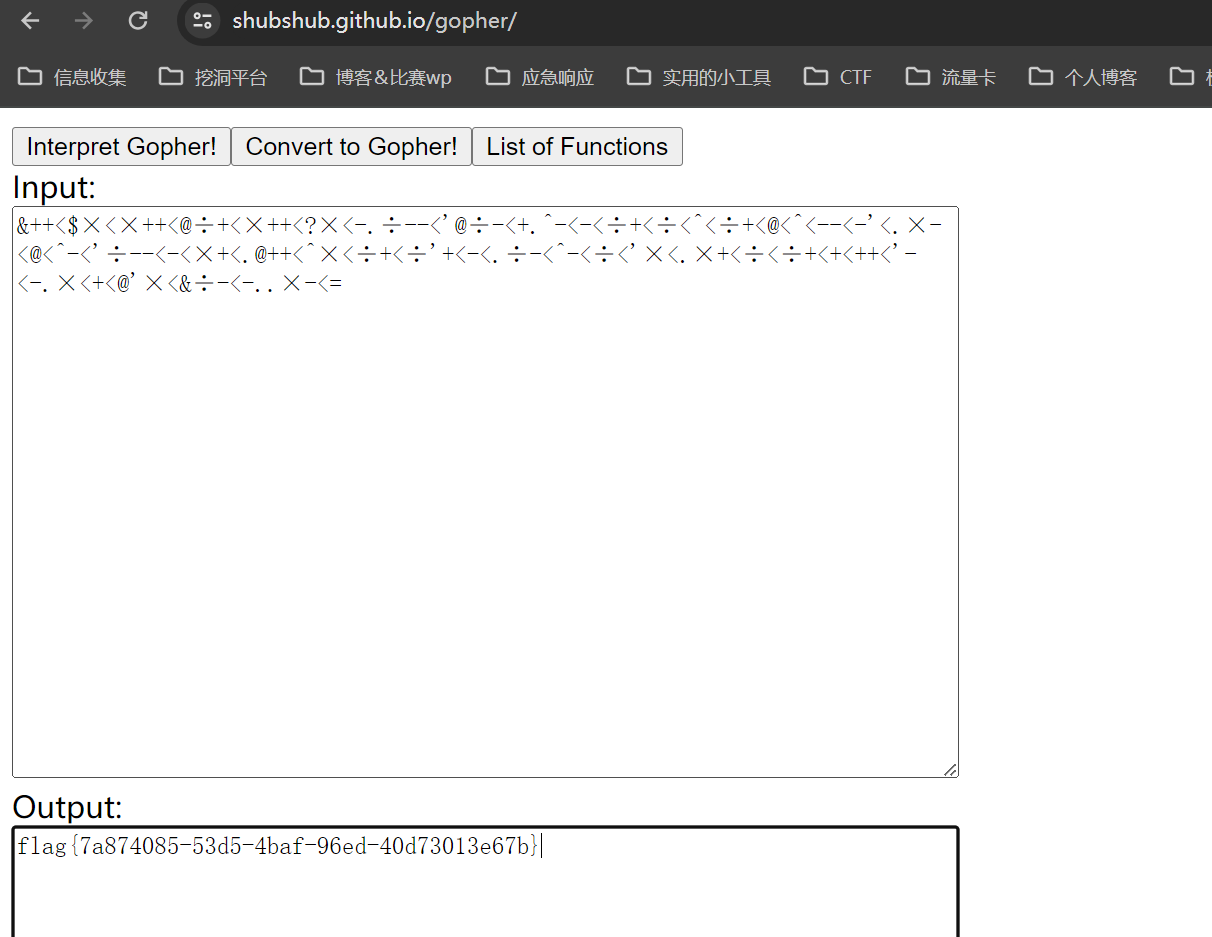 shubshub.github.io/gopher/
信息收集 挖洞平台 博客&比赛wp 应急响应 实用的小工具 CTF 流量卡 个人博客
Interpret Gopher! Convert to Gopher! List of Functions
Input:
&++<$×<×++<@÷+<×++<?×<-.÷--<'@÷-<+.^-<-<÷+<÷<^<÷+<@<^<--<-'<.×-
<@<^-<'÷--<-<×+<.@++<^×<÷+<÷'+<-<.÷-<^-<÷<'×<.×+<÷<÷+<+<++<'-
<-.×<+<@'×<&÷-<-..×-<=
Output:
flag{7a874085-53d5-4baf-96ed-40d73013e67b}